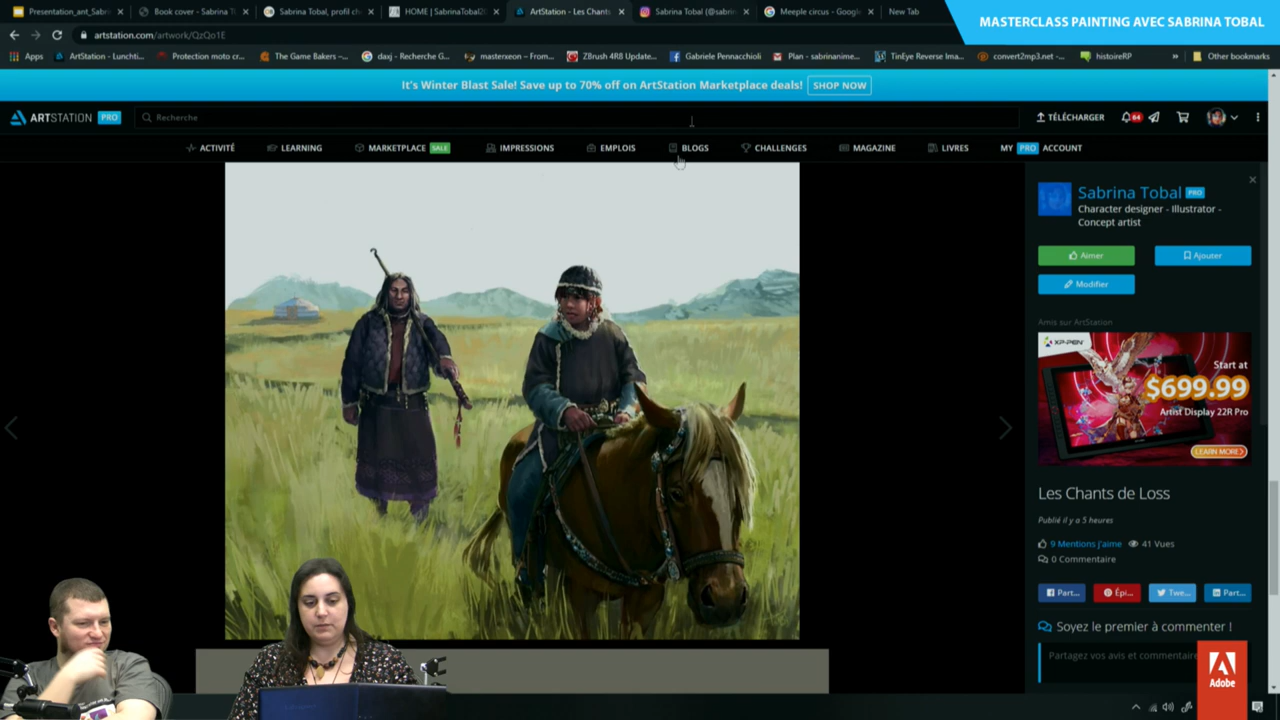 Presentation_ant_Sabri
Book cover - Sabrina T
Sabrina Tobal, profil ch
HOME | SabrinaTobal20
ArtStation - Les Chants
Sabrina Tobal (@sabrin
Meeple circus - Google
New Tab
MASTERCLASS PAINTING AVEC SABRINA TOBAL
artstation.com/artwork/QzQo1E
Apps
ArtStation - Lunchti...
Protection moto cr...
The Game Bakers –...
daxj - Recherche G...
masterxeon – From...
ZBrush 4R8 Update...
Gabriele Pennacchioli
Plan - sabrinanime...
TinEye Reverse Ima...
convert2mp3.net -...
histoireRP
»
Other bookmarks
It's Winter Blast Sale! Save up to 70% off on ArtStation Marketplace deals! SHOP NOW
ARTSTATION PRO
Recherche
TÉLÉCHARGER
84
ACTIVITÉ
LEARNING
MARKETPLACE SALE
IMPRESSIONS
EMPLOIS
BLOGS
CHALLENGES
MAGAZINE
LIVRES
MY PRO ACCOUNT
Sabrina Tobal PRO
Character designer - Illustrator -
Concept artist
Aimer
Ajouter
Modifier
Amis sur ArtStation
XP-PEN
Start at
$699.99
Artist Display 22R Pro
LEARN MORE
Les Chants de Loss
Publié il y a 5 heures
9 Mentions j'aime 41 Vues
0 Commentaire
Part...
Épi...
Twe...
Part...
Soyez le premier à commenter !
Partagez vos avis et commentaire
Adobe